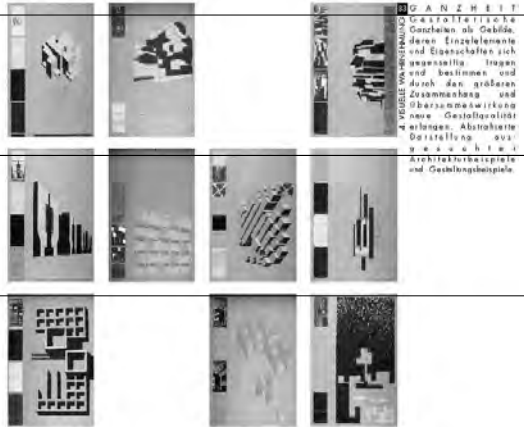 83
GANZHEIT
4. VISUELLE WAHRNEHMUNG
Gestalterische
Ganzheiten als Gebilde,
deren Einzelelemente
und Eigenschaften sich
gegenseitig tragen
und bestimmen und
durch den größeren
Zusammenhang und
Übersummenwirkung
neue Gestaltqualität
erlangen. Abstrahierte
Darstellung aus-
gesuchter
Architekturbeispiele
und Gestaltungsbeispiele.